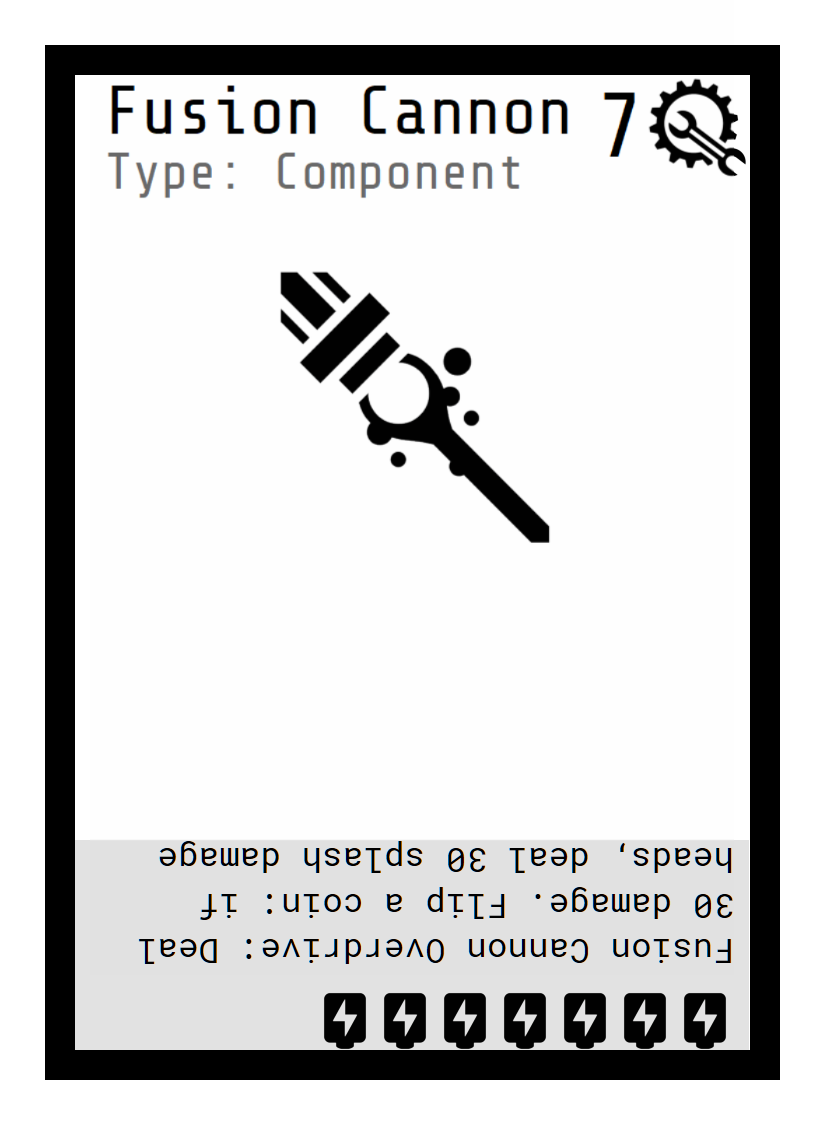 Fusion Cannon 7
Type: Component
Fusion Cannon Overdrive: Deal
30 damage. Flip a coin: if
heads, deal 30 splash damage